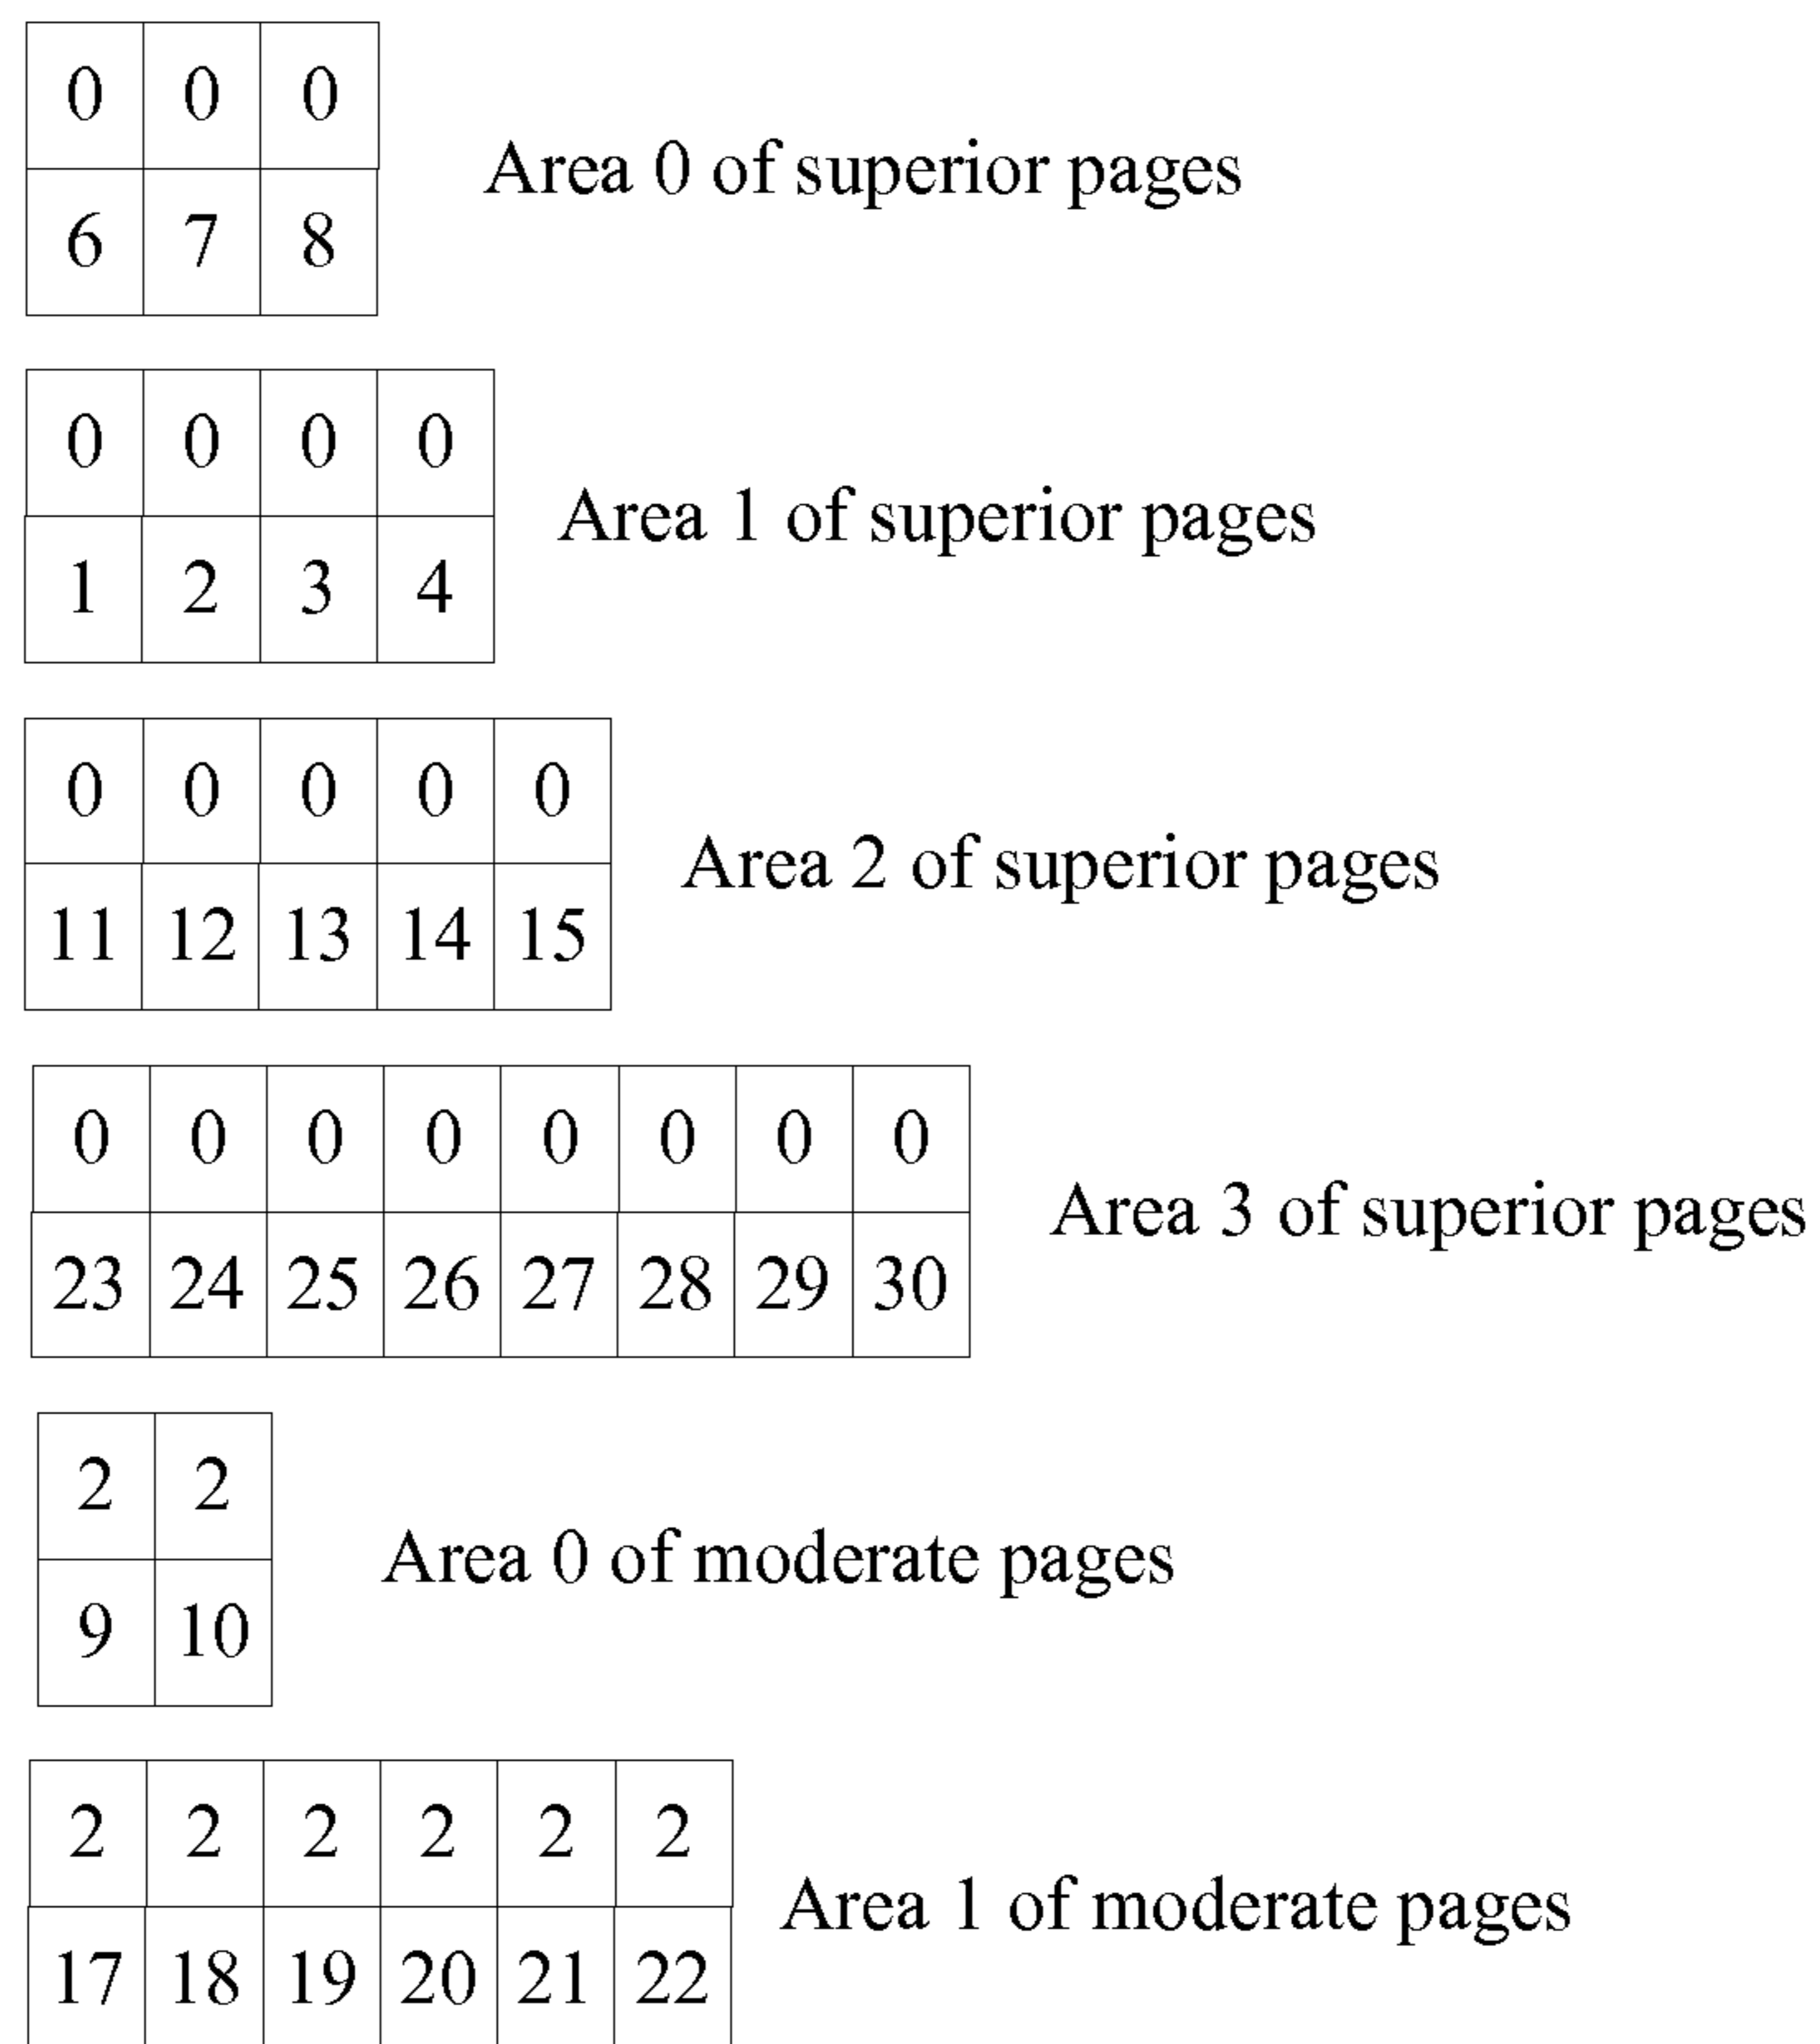 0 0 0
Area 0 of superior pages
6 7 8
0 0 0 0
Area 1 of superior pages
1 2 3 4
0 0 0 0 0
Area 2 of superior pages
11 12 13 14 15
0 0 0 0 0 0 0 0
Area 3 of superior pages
23 24 25 26 27 28 29 30
2 2
Area 0 of moderate pages
9 10
2 2 2 2 2 2
Area 1 of moderate pages
17 18 19 20 21 22